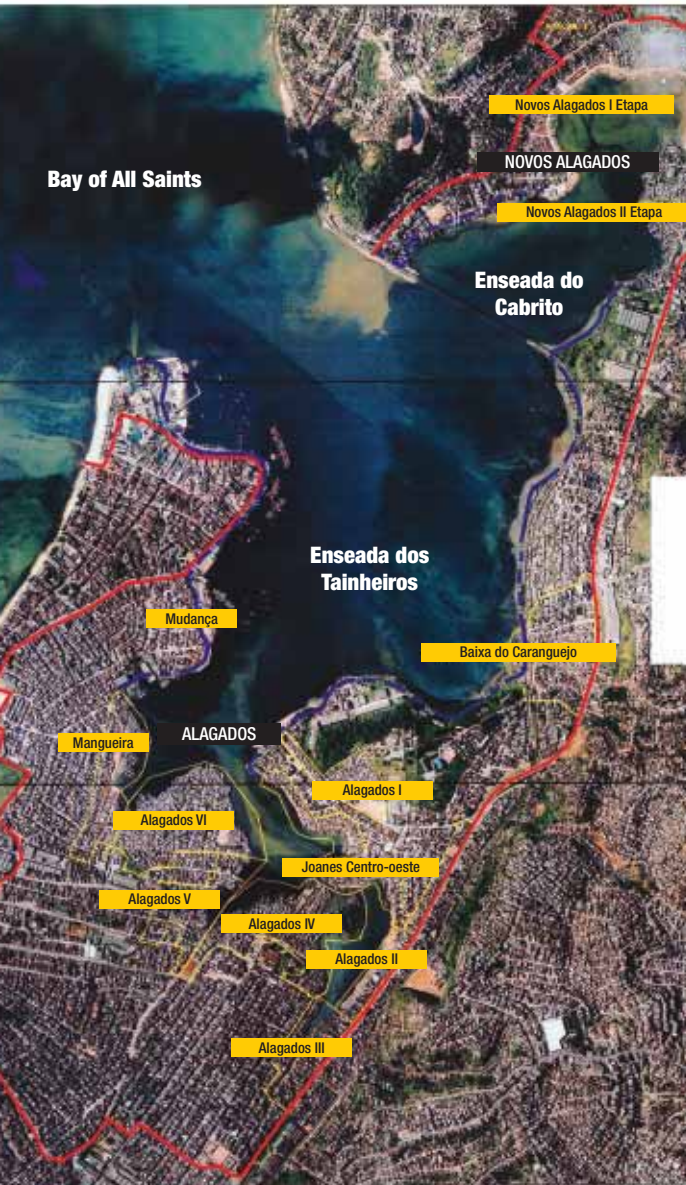 Novos Alagados I Etapa
NOVOS ALAGADOS
Bay of All Saints
Novos Alagados II Etapa
Enseada do
Cabrito
Enseada dos
Tainheiros
Mudança
Baixa do Caranguejo
ALAGADOS
Mangueira
Alagados I
Alagados VI
Joanes Centro-oeste
Alagados V
Alagados IV
Alagados II
Alagados III